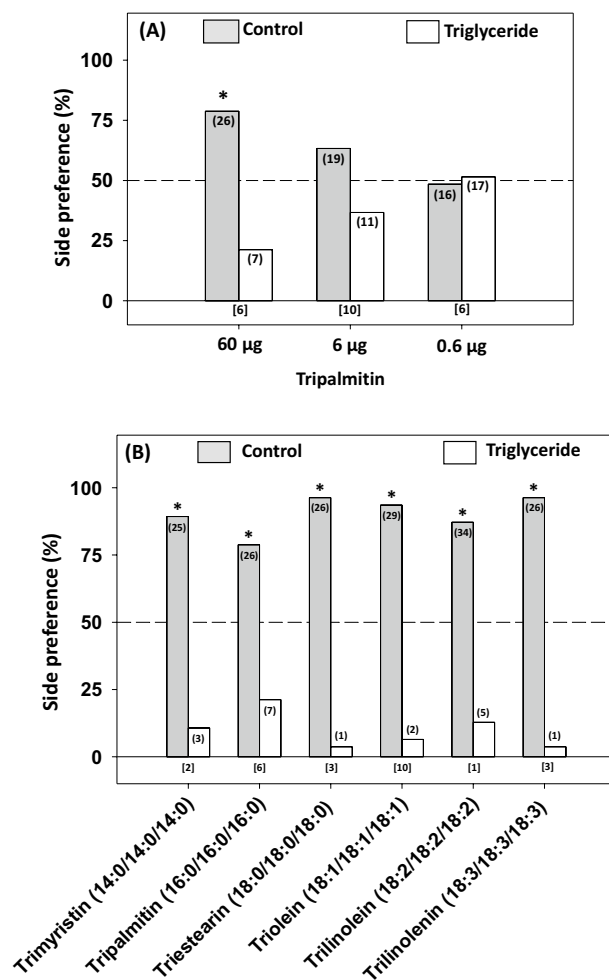 (A) Control Triglyceride
100
75
50
25
0
Side preference (%)
*
(26)
(7)
(19)
(11)
(16)
(17)
[6] [10] [6]
60 µg 6 µg 0.6 µg
Tripalmitin
(B) Control Triglyceride
100
75
50
25
0
Side preference (%)
* * * * * *
(25)
(3)
(26)
(7)
(26)
(1)
(29)
(2)
(34)
(5)
(26)
(1)
[2] [6] [3] [10] [1] [3]
Trimyristin (14:0/14:0/14:0)
Tripalmitin (16:0/16:0/16:0)
Triestearin (18:0/18:0/18:0)
Triolein (18:1/18:1/18:1)
Trilinolein (18:2/18:2/18:2)
Trilinolenin (18:3/18:3/18:3)